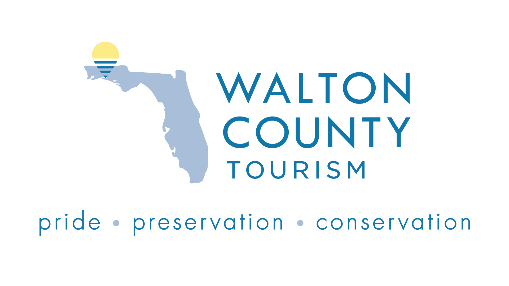 WALTON
COUNTY
TOURISM
pride • preservation • conservation